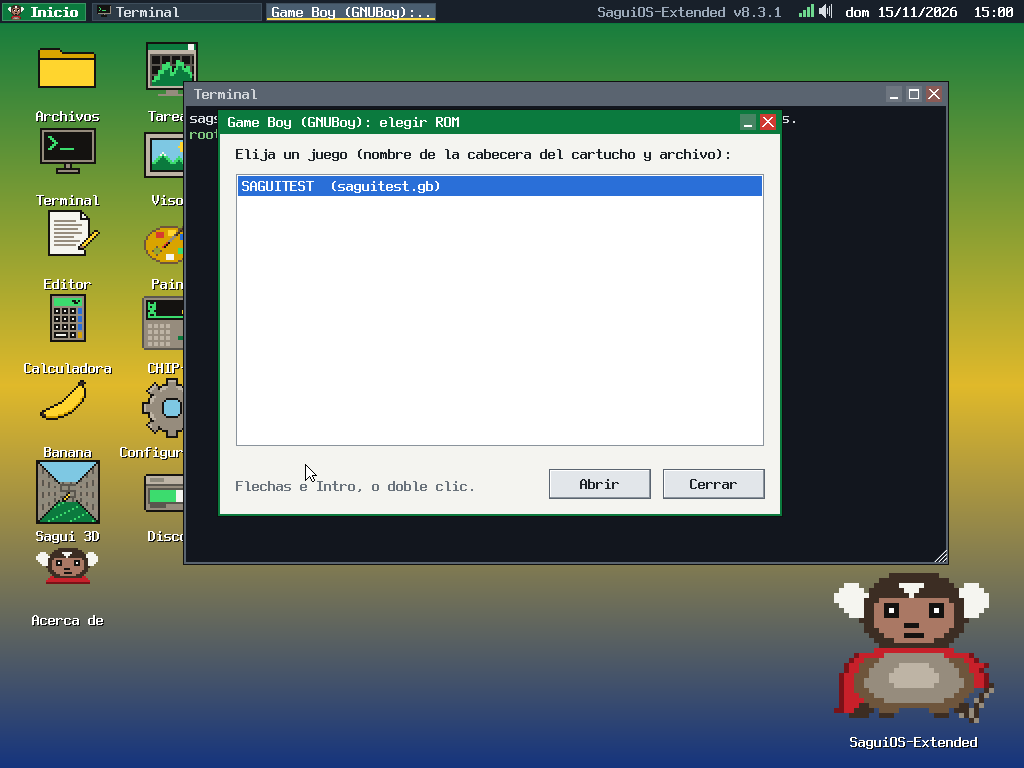 Inicio
Terminal
Game Boy (GNUBoy):..
SaguiOS-Extended v8.3.1
dom 15/11/2026
15:00
Archivos
Terminal
Editor
Calculadora
Banana
Sagui 3D
Acerca de
Terminal
s.
Game Boy (GNUBoy): elegir ROM
Elija un juego (nombre de la cabecera del cartucho y archivo):
SAGUITEST (saguitest.gb)
Flechas e Intro, o doble clic.
Abrir
Cerrar
SaguiOS-Extended